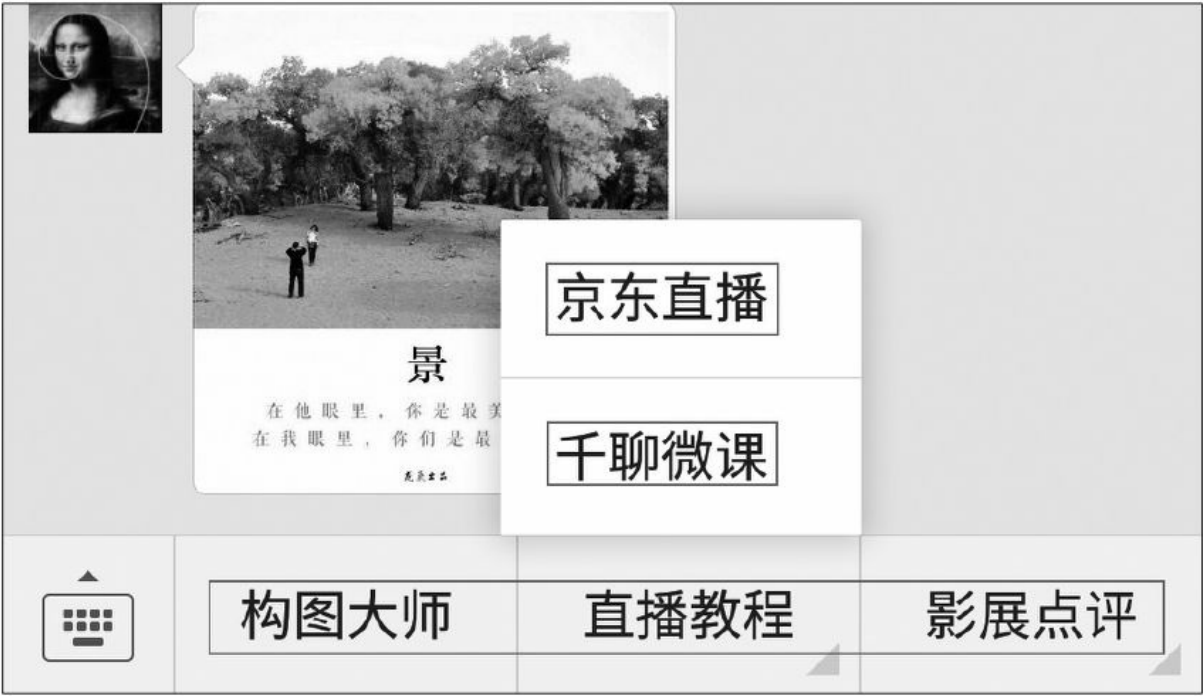 京东直播
景
在他眼里，你是最美
在我眼里，你们是最
千聊微课
构图大师 直播教程 影展点评